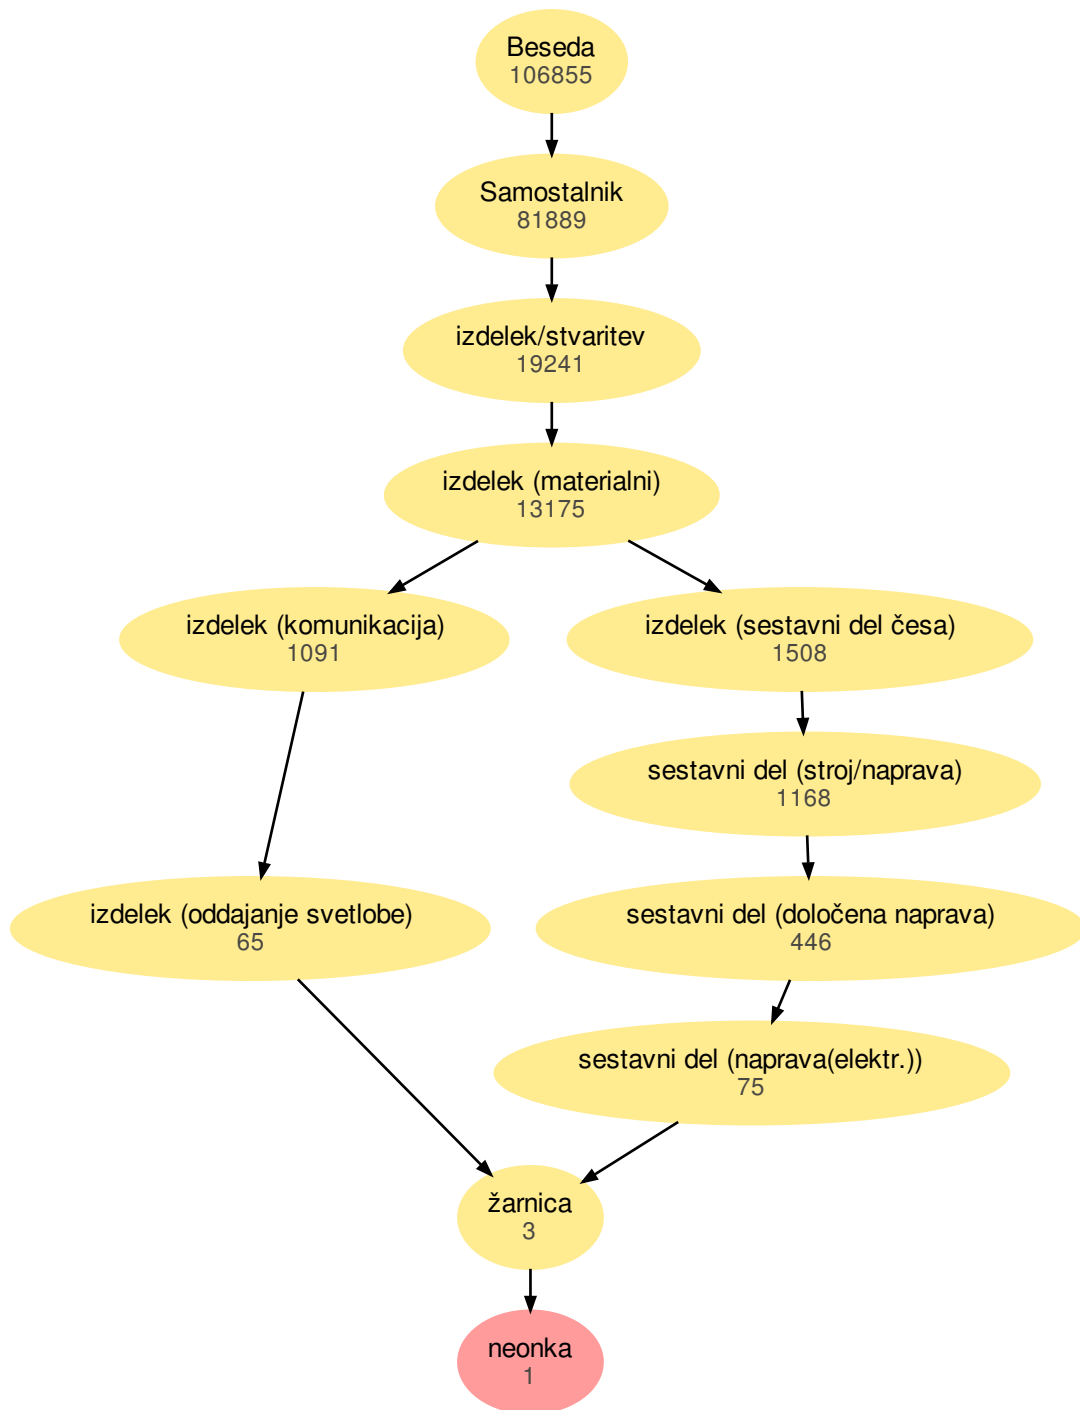 Beseda
106855
Samostalnik
81889
izdelek/stvaritev
19241
izdelek (materialni)
13175
izdelek (komunikacija)
1091
izdelek (sestavni del česa)
1508
sestavni del (stroj/naprava)
1168
izdelek (oddajanje svetlobe)
65
sestavni del (določena naprava)
446
sestavni del (naprava(elektr.))
75
žarnica
3
neonka
1